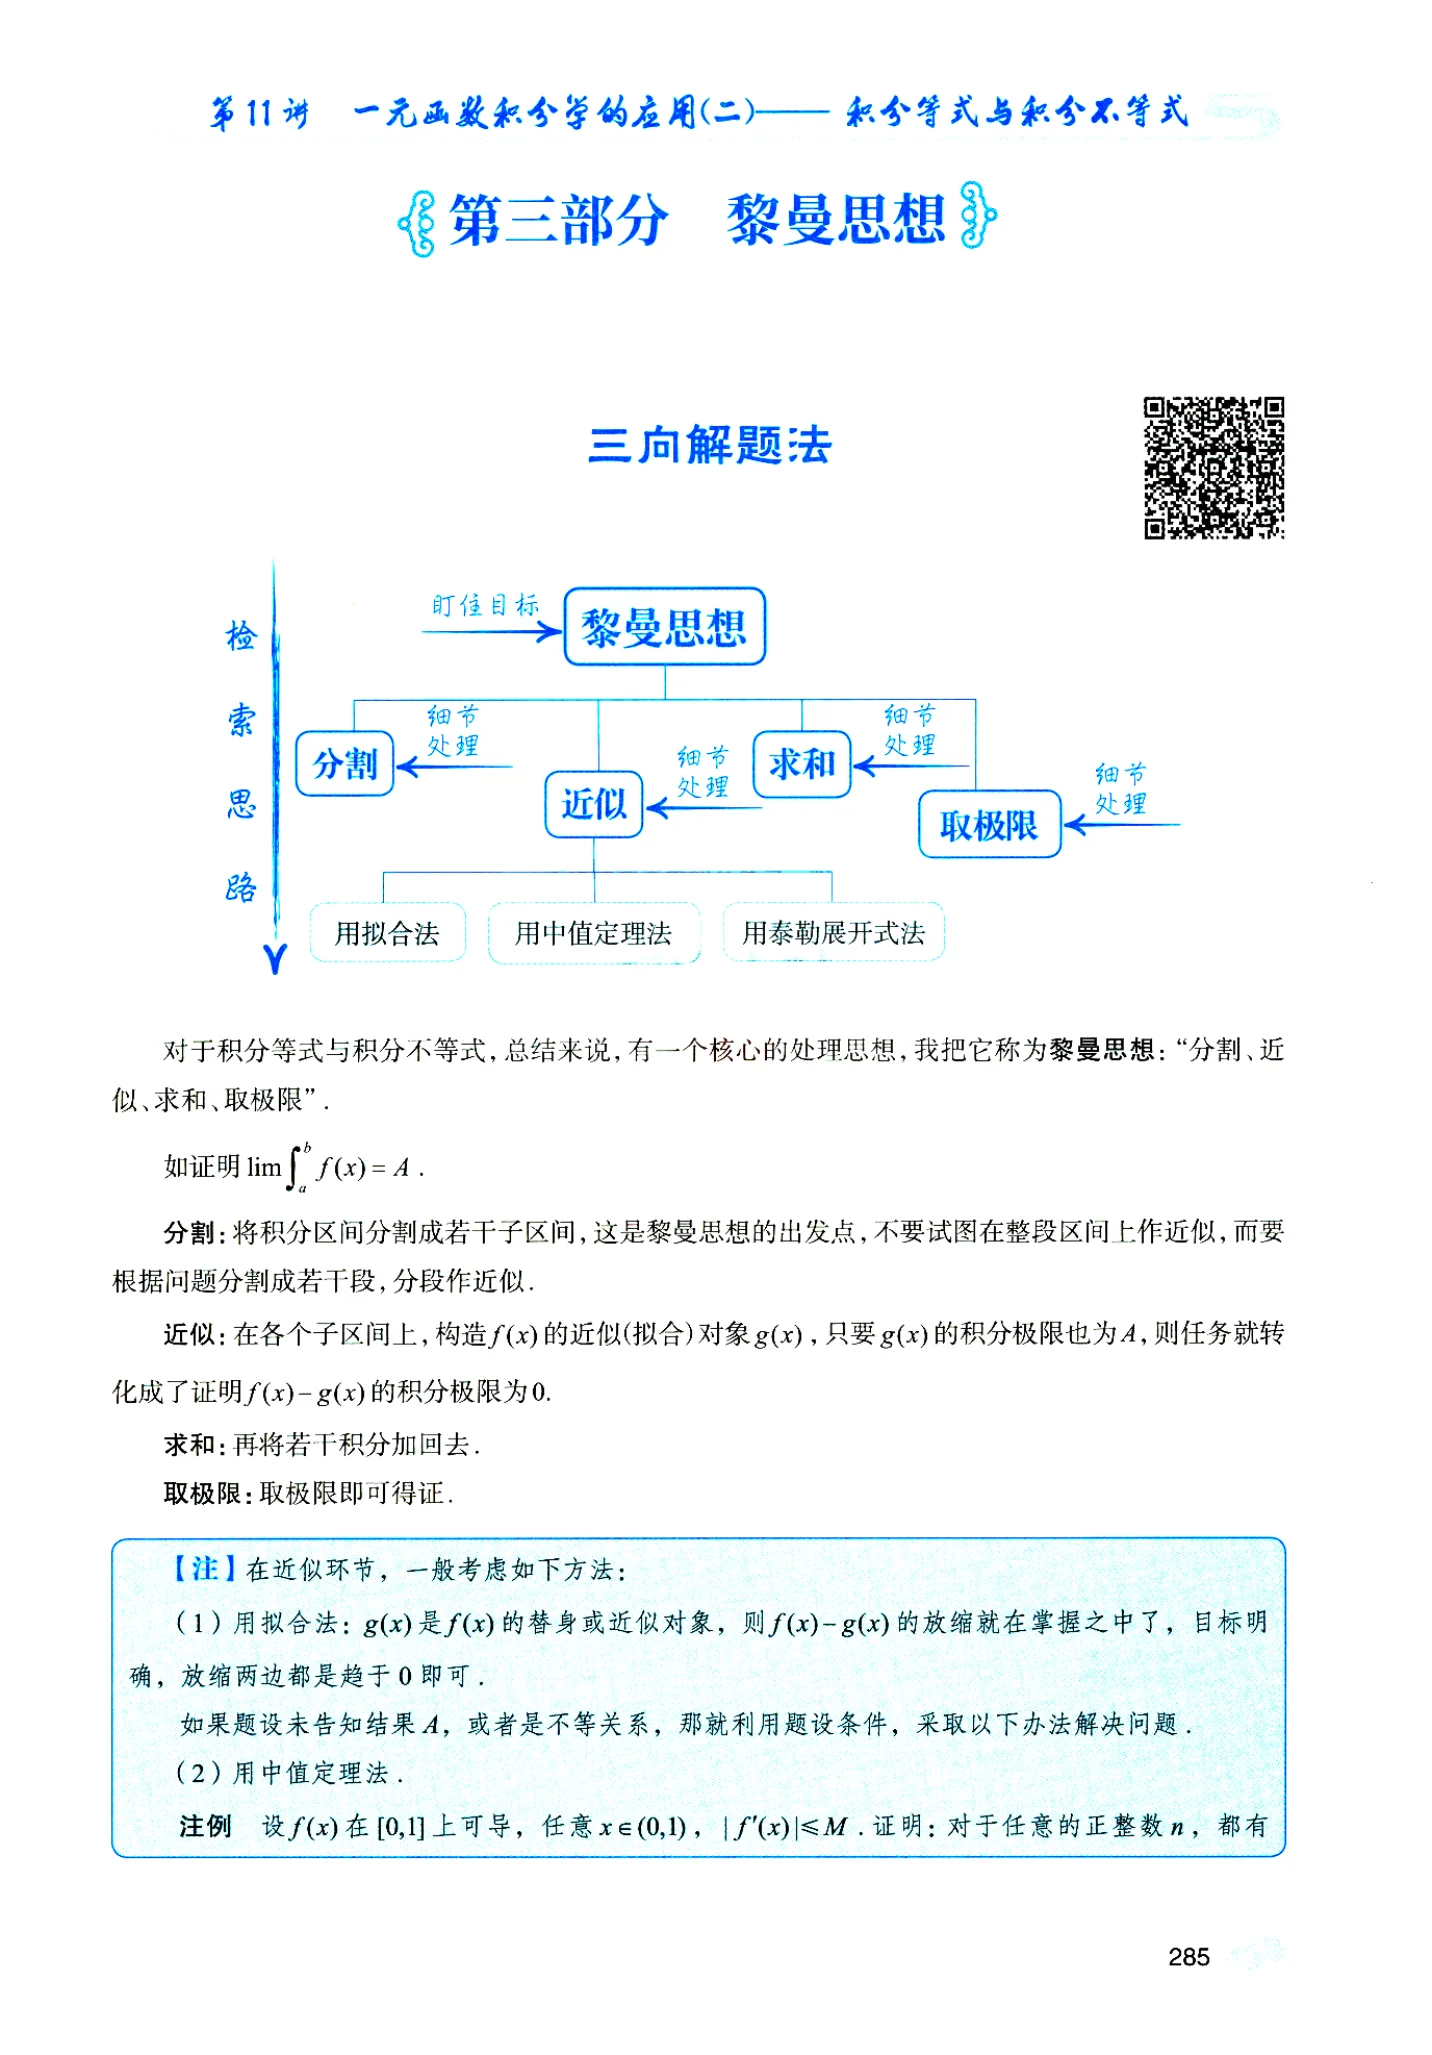 第11讲 一元函数积分学的应用(二)—— 积分等式与积分不等式
第三部分 黎曼思想
三向解题法
检索思路
盯住目标
黎曼思想
细节
处理
分割
细节
处理
近似
细节
处理
求和
细节
处理
取极限
用拟合法
用中值定理法
用泰勒展开式法
对于积分等式与积分不等式,总结来说,有一个核心的处理思想,我把它称为黎曼思想:“分割、近
似、求和、取极限”.
如证明 lim∫_a^b f(x) = A .
分割:将积分区间分割成若干子区间,这是黎曼思想的出发点,不要试图在整段区间上作近似,而要
根据问题分割成若干段,分段作近似.
近似:在各个子区间上,构造f(x)的近似(拟合)对象g(x),只要g(x)的积分极限也为A,则任务就转
化成了证明f(x)-g(x)的积分极限为0.
求和:再将若干积分加回去.
取极限:取极限即可得证.
【注】在近似环节,一般考虑如下方法:
(1)用拟合法:g(x)是f(x)的替身或近似对象,则f(x)-g(x)的放缩就在掌握之中了,目标明
确,放缩两边都是趋于0即可.
如果题设未告知结果A,或者是不等关系,那就利用题设条件,采取以下办法解决问题.
(2)用中值定理法.
注例 设f(x)在[0,1]上可导,任意x∈(0,1),|f′(x)|≤M .证明:对于任意的正整数n,都有
285